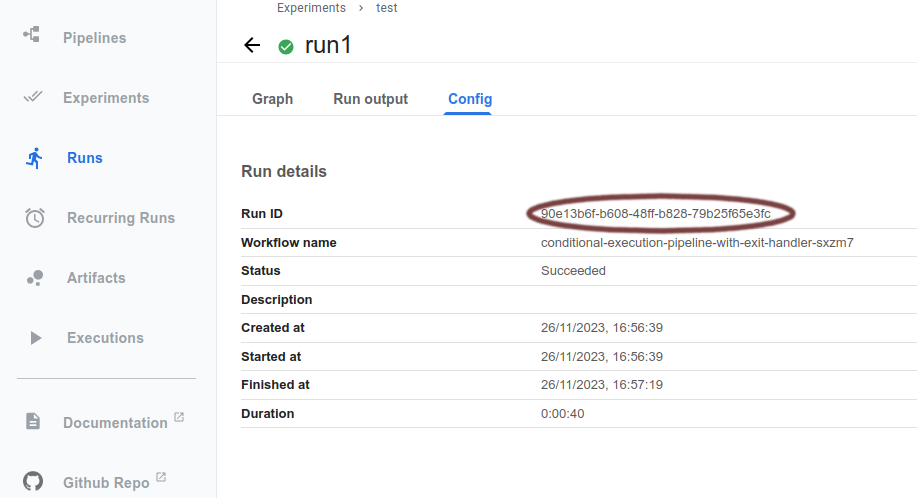 Experiments > test
Pipelines
Experiments
Runs
Recurring Runs
Artifacts
Executions
Documentation
Github Repo
run1
Graph Run output Config
Run details
Run ID 90e13b6f-b608-48ff-b828-79b25f65e3fc
Workflow name conditional-execution-pipeline-with-exit-handler-sxzm7
Status Succeeded
Description
Created at 26/11/2023, 16:56:39
Started at 26/11/2023, 16:56:39
Finished at 26/11/2023, 16:57:19
Duration 0:00:40